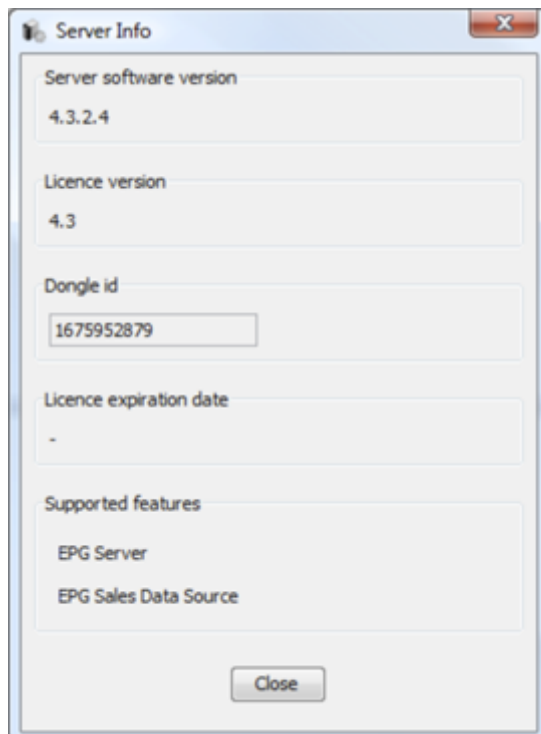 Server Info
Server software version
4.3.2.4
Licence version
4.3
Dongle id
1675952879
Licence expiration date
-
Supported features
EPG Server
EPG Sales Data Source
Close